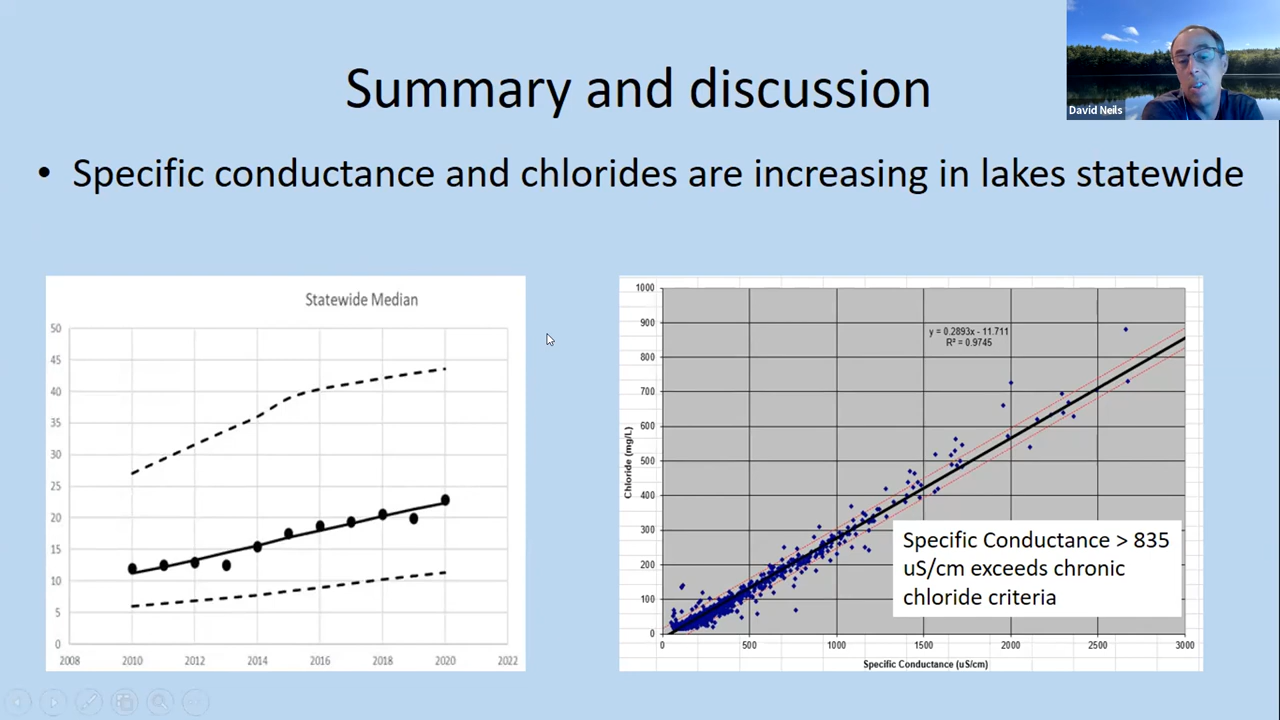 Summary and discussion
David Neils
• Specific conductance and chlorides are increasing in lakes statewide
Statewide Median
50
45
40
35
30
25
20
15
10
5
0
2008 2010 2012 2014 2016 2018 2020 2022
1000
900
800
700
600
500
400
300
200
100
0
Chloride (mg/L)
y = 0.2893x - 11.711
R² = 0.9745
Specific Conductance > 835
uS/cm exceeds chronic
chloride criteria
0 500 1000 1500 2000 2500 3000
Specific Conductance (uS/cm)